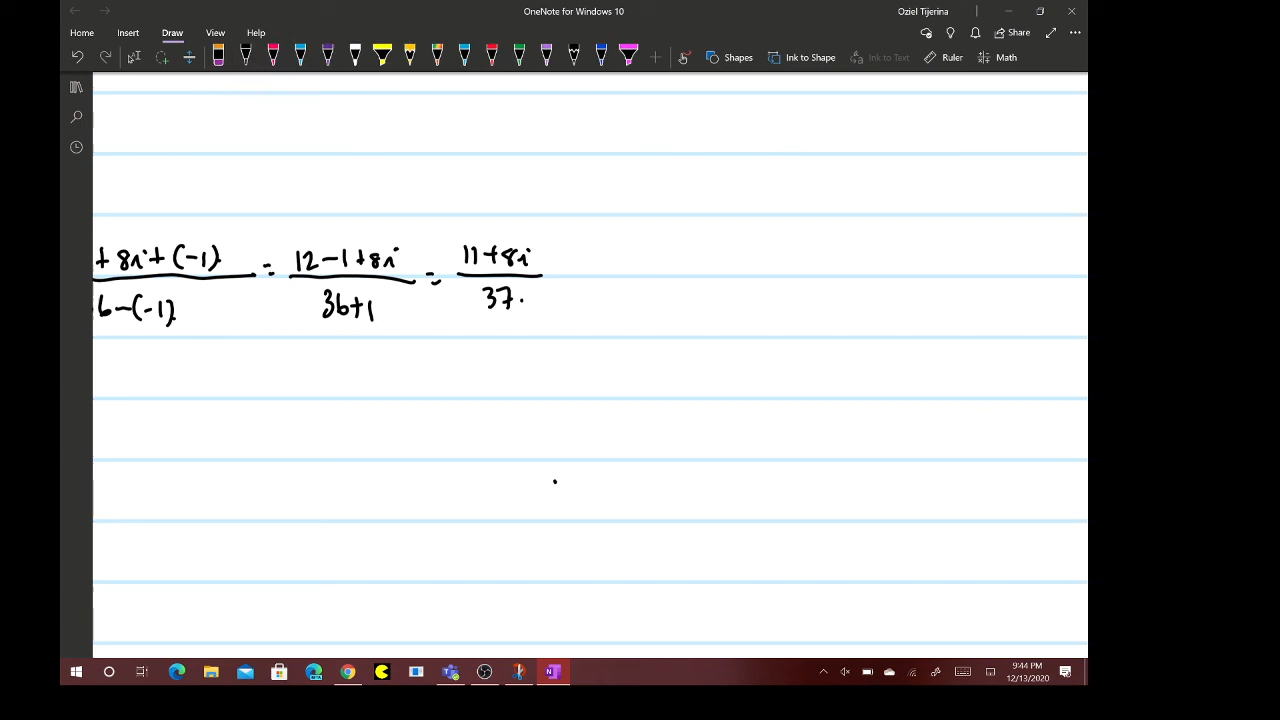 OneNote for Windows 10
Oziel Tijerina
Home Insert Draw View Help
Share
Shapes Ink to Shape Ink to Text Ruler Math
+ 8i + (-1) = 12 - 1 + 8i = 11 + 8i
6 - (-1) 36 + 1 37
9:44 PM
12/13/2020